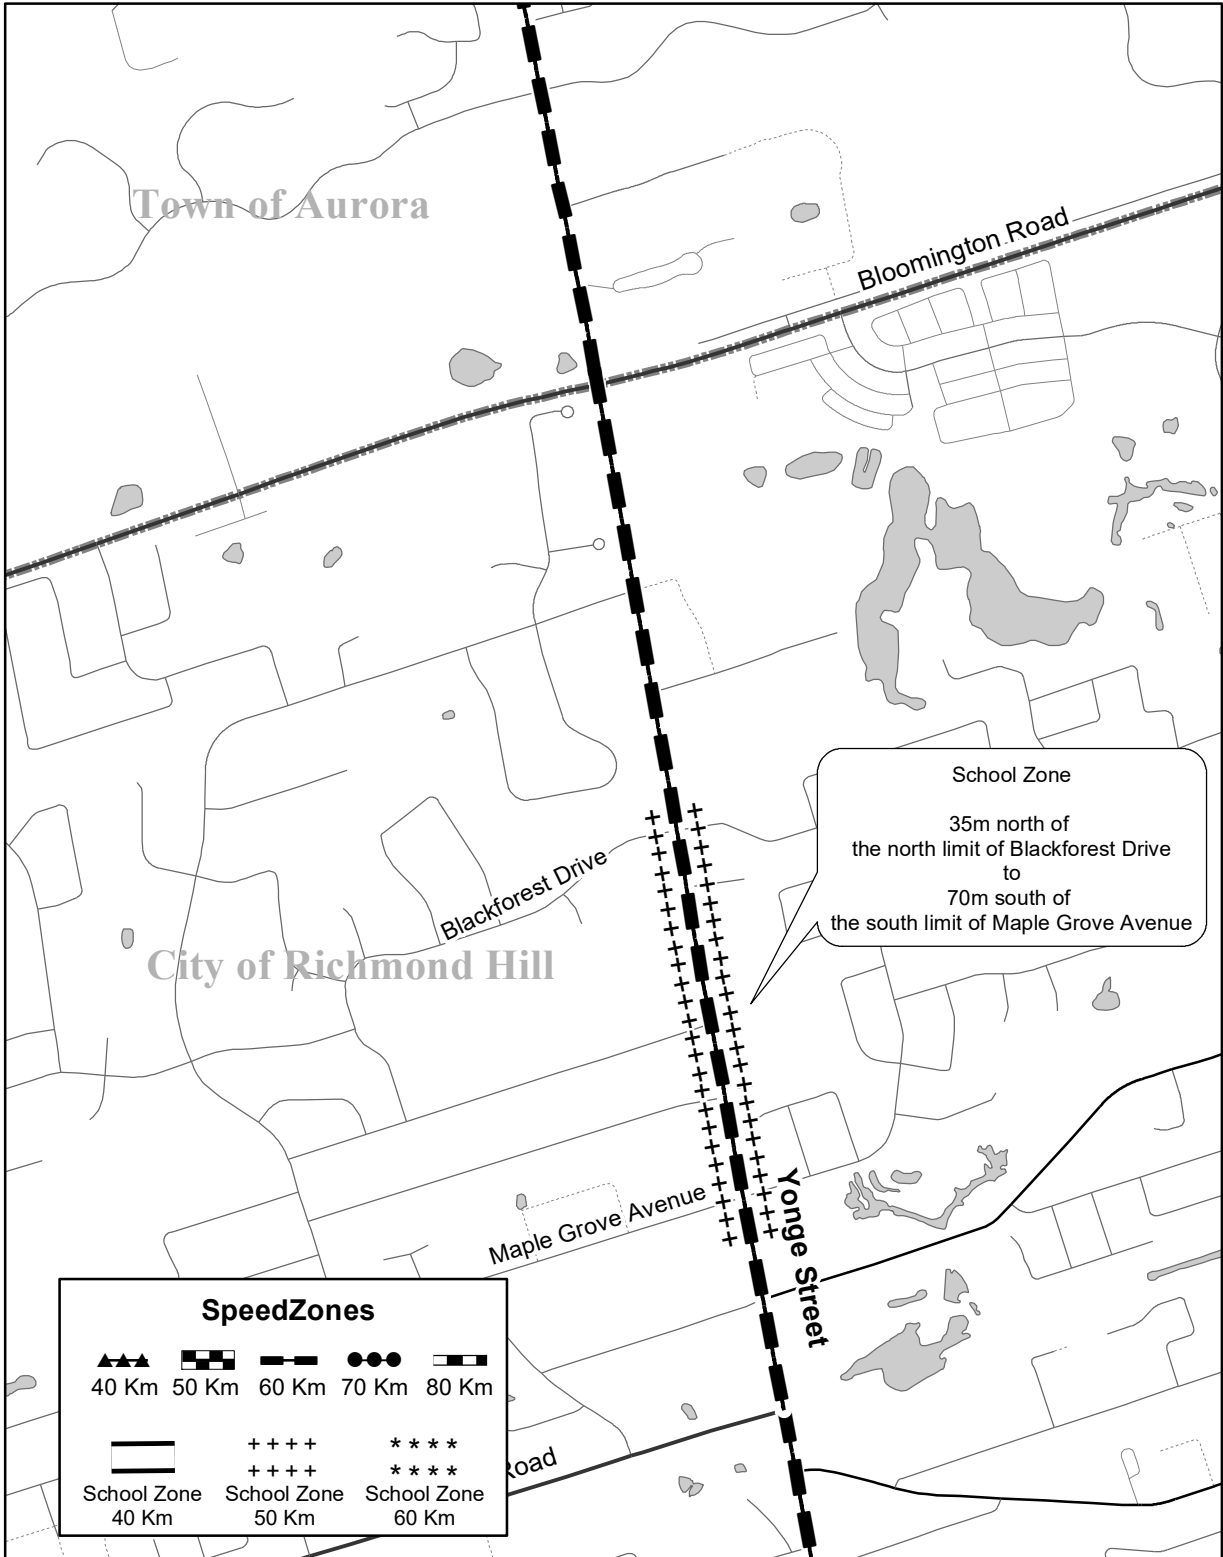 Town of Aurora
Bloomington Road
School Zone
35m north of
the north limit of Blackforest Drive
to
70m south of
the south limit of Maple Grove Avenue
Blackforest Drive
City of Richmond Hill
Maple Grove Avenue
Yonge Street
SpeedZones
40 Km 50 Km 60 Km 70 Km 80 Km
School Zone School Zone School Zone
40 Km 50 Km 60 Km
Road